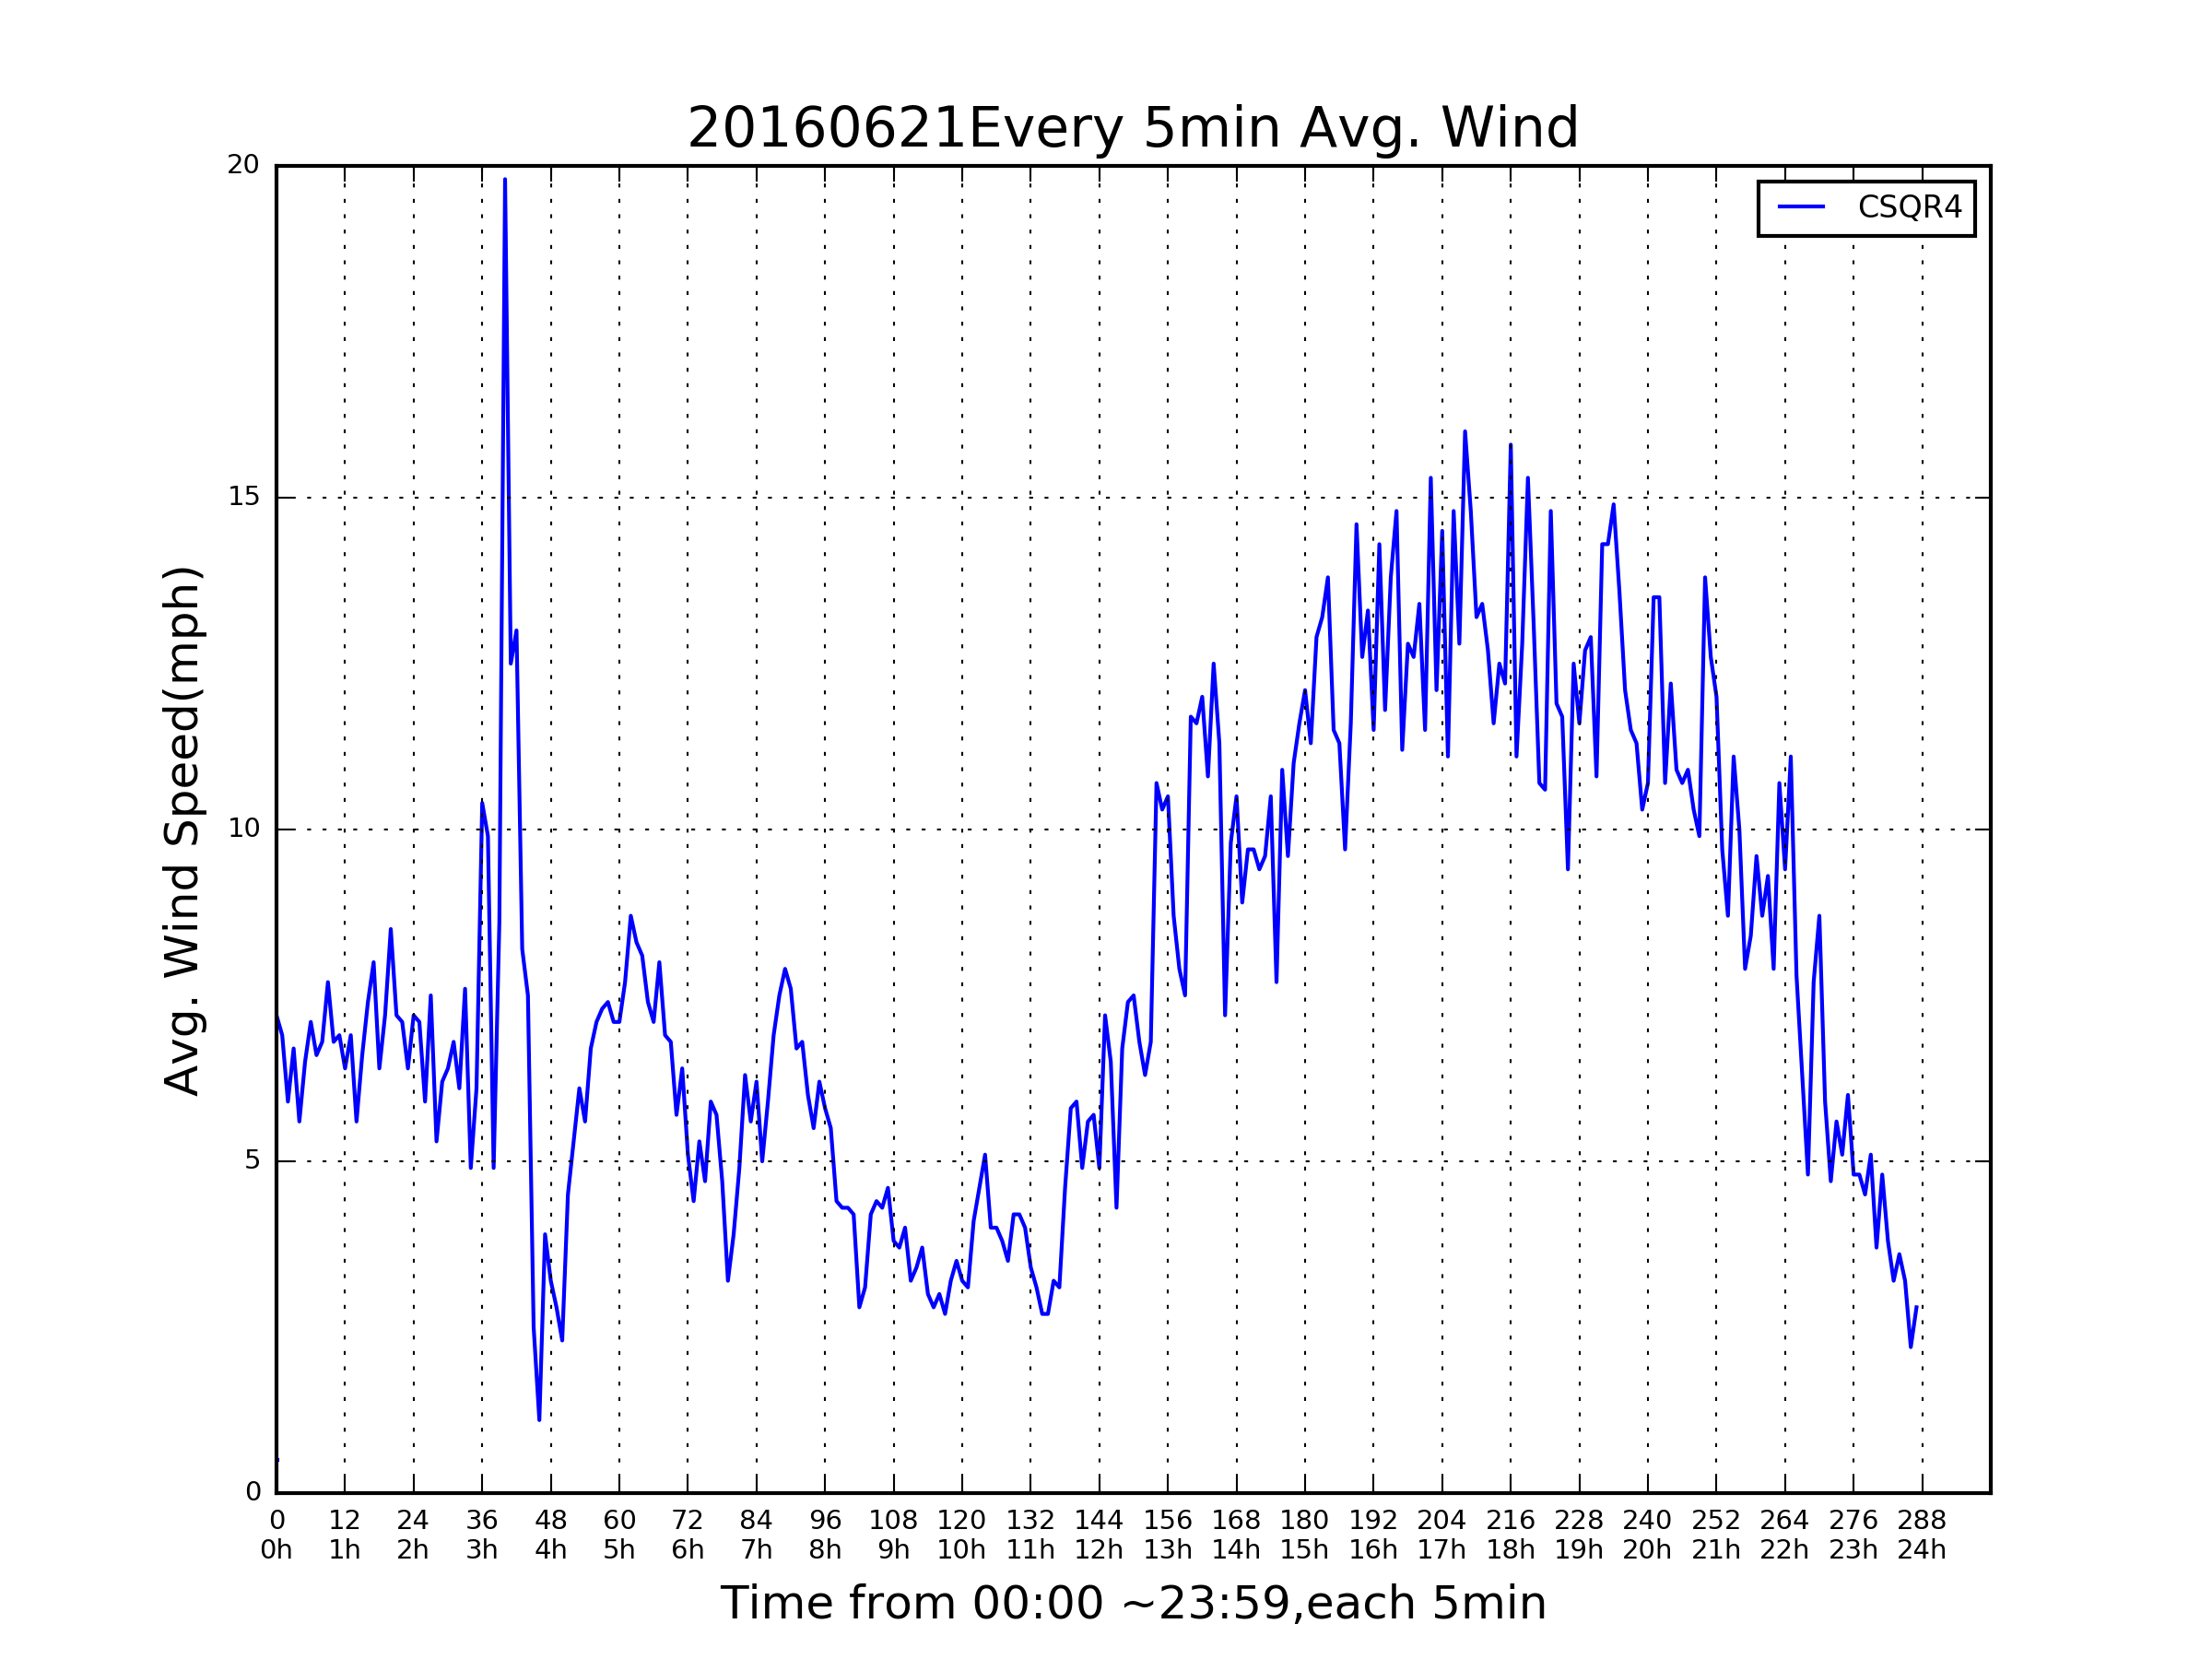 20160621Every 5min Avg. Wind
CSQR4
Avg. Wind Speed(mph)
20
15
10
5
0
0 12 24 36 48 60 72 84 96 108 120 132 144 156 168 180 192 204 216 228 240 252 264 276 288
0h 1h 2h 3h 4h 5h 6h 7h 8h 9h 10h 11h 12h 13h 14h 15h 16h 17h 18h 19h 20h 21h 22h 23h 24h
Time from 00:00 ~23:59,each 5min